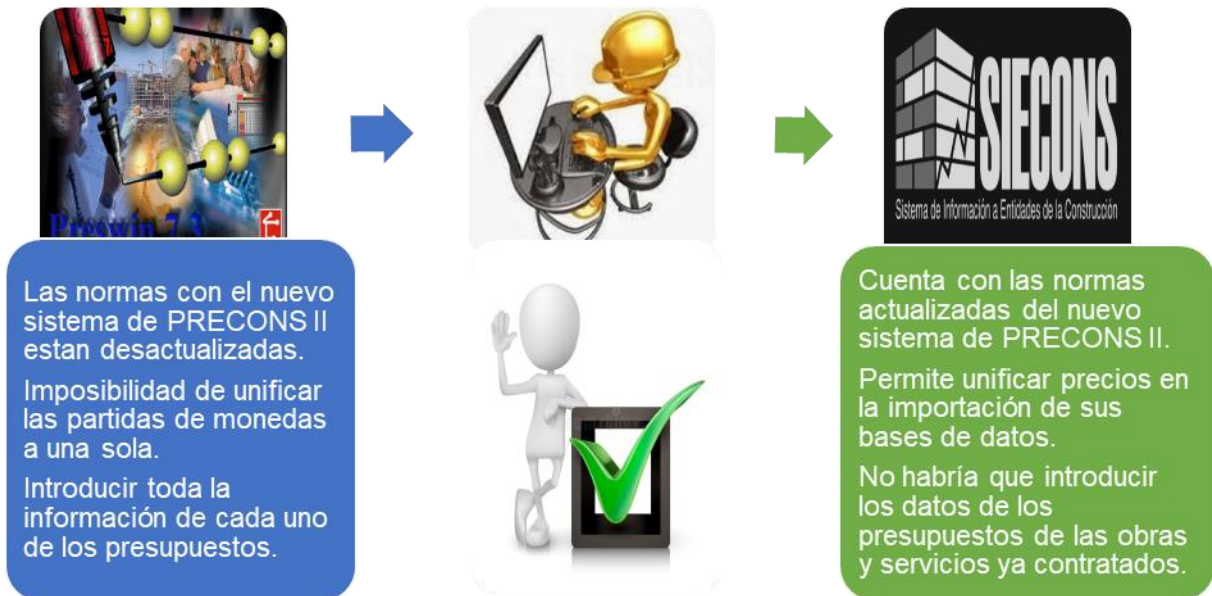 Preswin 7.3
SIECONS
Sistema de Información a Entidades de la Construcción
Las normas con el nuevo
sistema de PRECONS II
estan desactualizadas.
Imposibilidad de unificar
las partidas de monedas
a una sola.
Introducir toda la
información de cada uno
de los presupuestos.
Cuenta con las normas
actualizadas del nuevo
sistema de PRECONS II.
Permite unificar precios en
la importación de sus
bases de datos.
No habría que introducir
los datos de los
presupuestos de las obras
y servicios ya contratados.